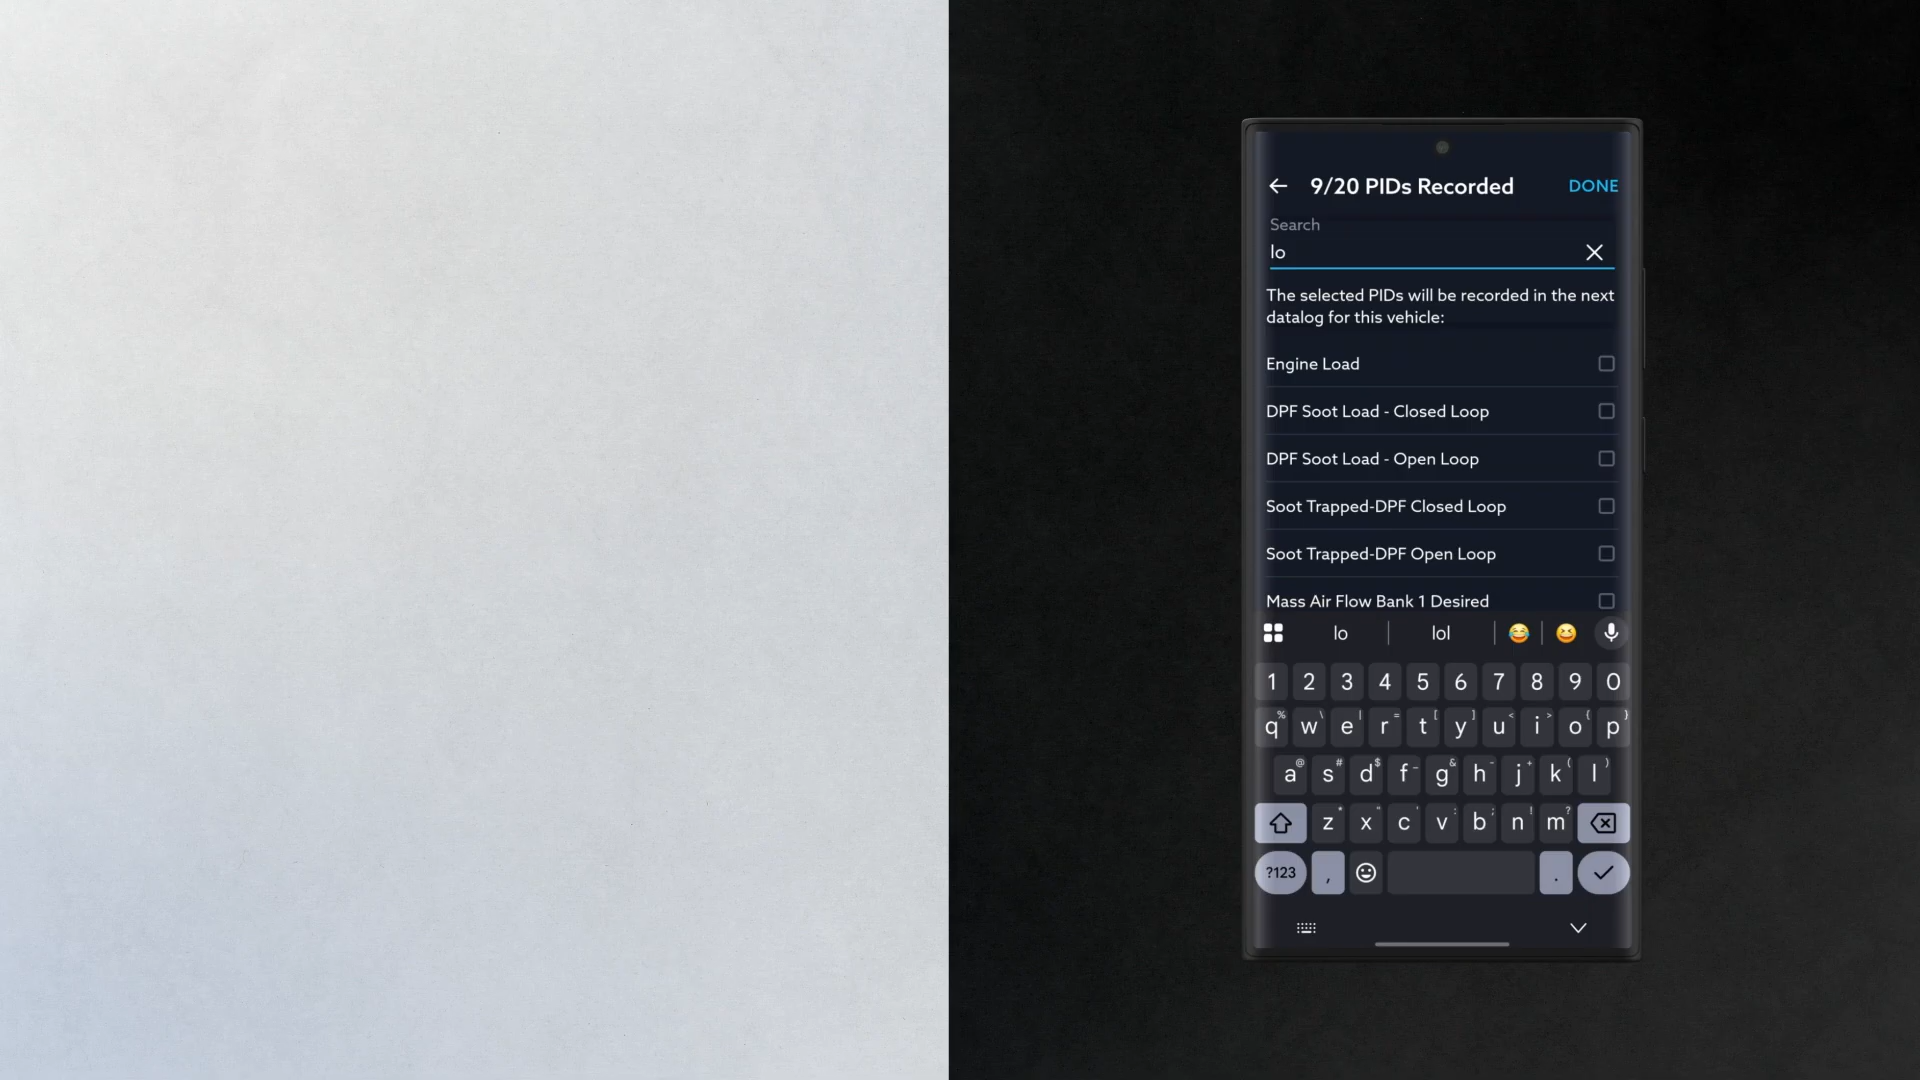 9/20 PIDs Recorded DONE
Search
lo
The selected PIDs will be recorded in the next
datalog for this vehicle:
Engine Load
DPF Soot Load - Closed Loop
DPF Soot Load - Open Loop
Soot Trapped-DPF Closed Loop
Soot Trapped-DPF Open Loop
Mass Air Flow Bank 1 Desired
lo lol
1 2 3 4 5 6 7 8 9 0
q w e r t y u i o p
a s d f g h j k l
z x c v b n m
?123 , .